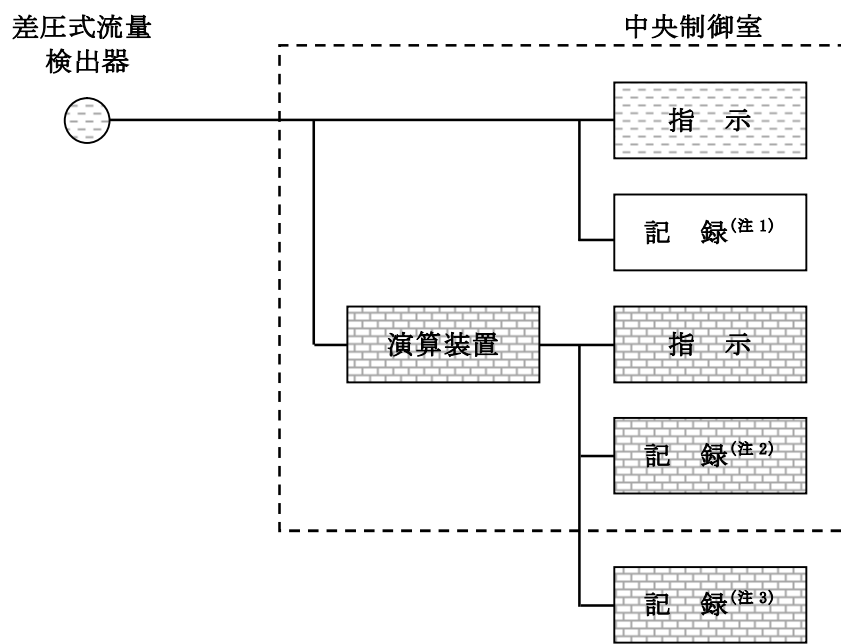 差圧式流量
検出器
中央制御室
指 示
記 録(注1)
演算装置
指 示
記 録(注2)
記 録(注3)